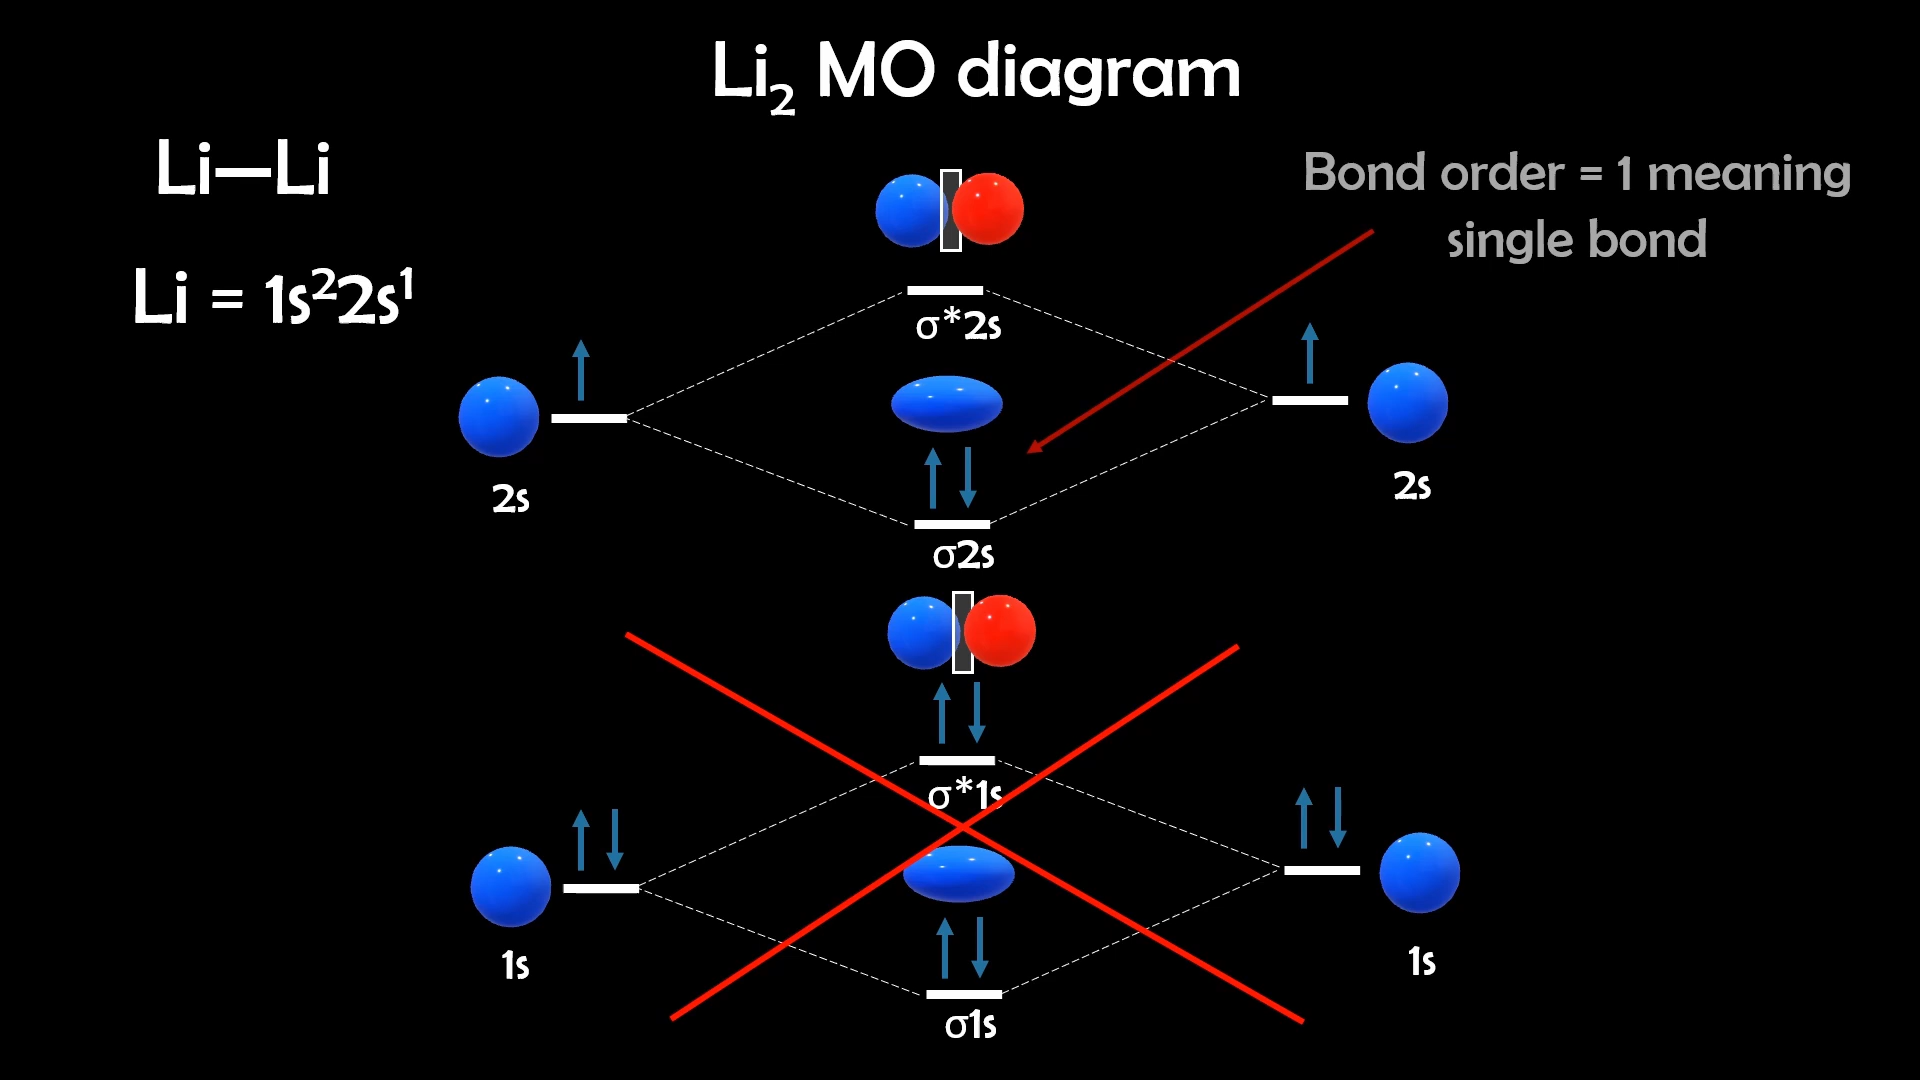 Li₂ MO diagram
Li—Li
Bond order = 1 meaning
single bond
Li = 1s²2s¹
σ*2s
2s
2s
σ2s
σ*1s
1s
1s
σ1s